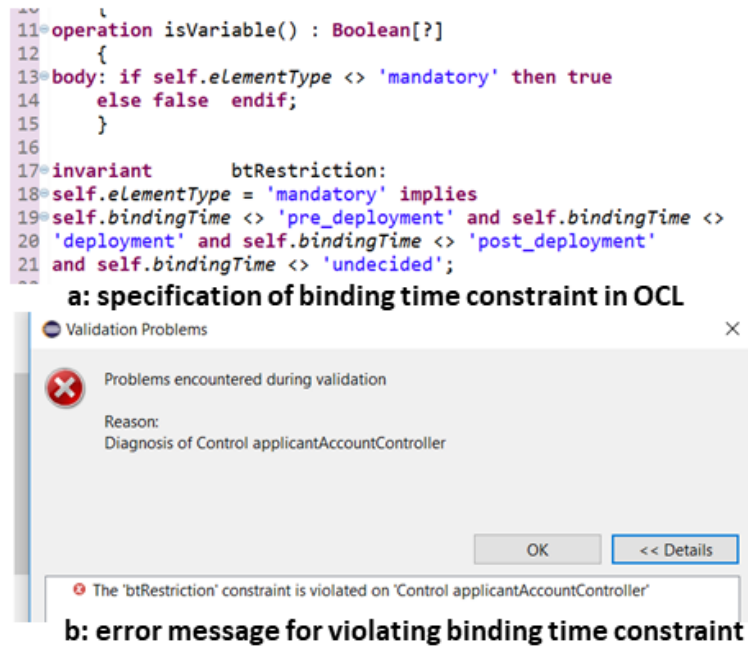 10 {
11 operation isVariable() : Boolean[?]
12 {
13 body: if self.elementType <> 'mandatory' then true
14 else false endif;
15 }
16
17 invariant btRestriction:
18 self.elementType = 'mandatory' implies
19 self.bindingTime <> 'pre_deployment' and self.bindingTime <>
20 'deployment' and self.bindingTime <> 'post_deployment'
21 and self.bindingTime <> 'undecided';
a: specification of binding time constraint in OCL
Validation Problems
Problems encountered during validation
Reason:
Diagnosis of Control applicantAccountController
OK << Details
The 'btRestriction' constraint is violated on 'Control applicantAccountController'
b: error message for violating binding time constraint